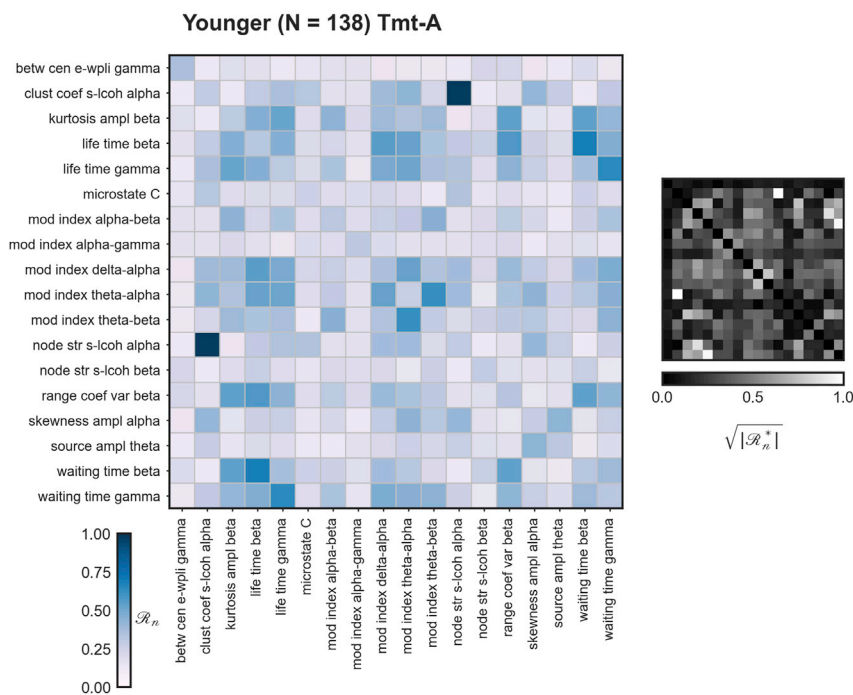 Younger (N = 138) Tmt-A
betw cen e-wpli gamma
clust coef s-lcoh alpha
kurtosis ampl beta
life time beta
life time gamma
microstate C
mod index alpha-beta
mod index alpha-gamma
mod index delta-alpha
mod index theta-alpha
mod index theta-beta
node str s-lcoh alpha
node str s-lcoh beta
range coef var beta
skewness ampl alpha
source ampl theta
waiting time beta
waiting time gamma
betw cen e-wpli gamma
clust coef s-lcoh alpha
kurtosis ampl beta
life time beta
life time gamma
microstate C
mod index alpha-beta
mod index alpha-gamma
mod index delta-alpha
mod index theta-alpha
mod index theta-beta
node str s-lcoh alpha
node str s-lcoh beta
range coef var beta
skewness ampl alpha
source ampl theta
waiting time beta
waiting time gamma
1.00
0.75
0.50
0.25
0.00
ℛₙ
0.0 0.5 1.0
√|ℛₙ*|